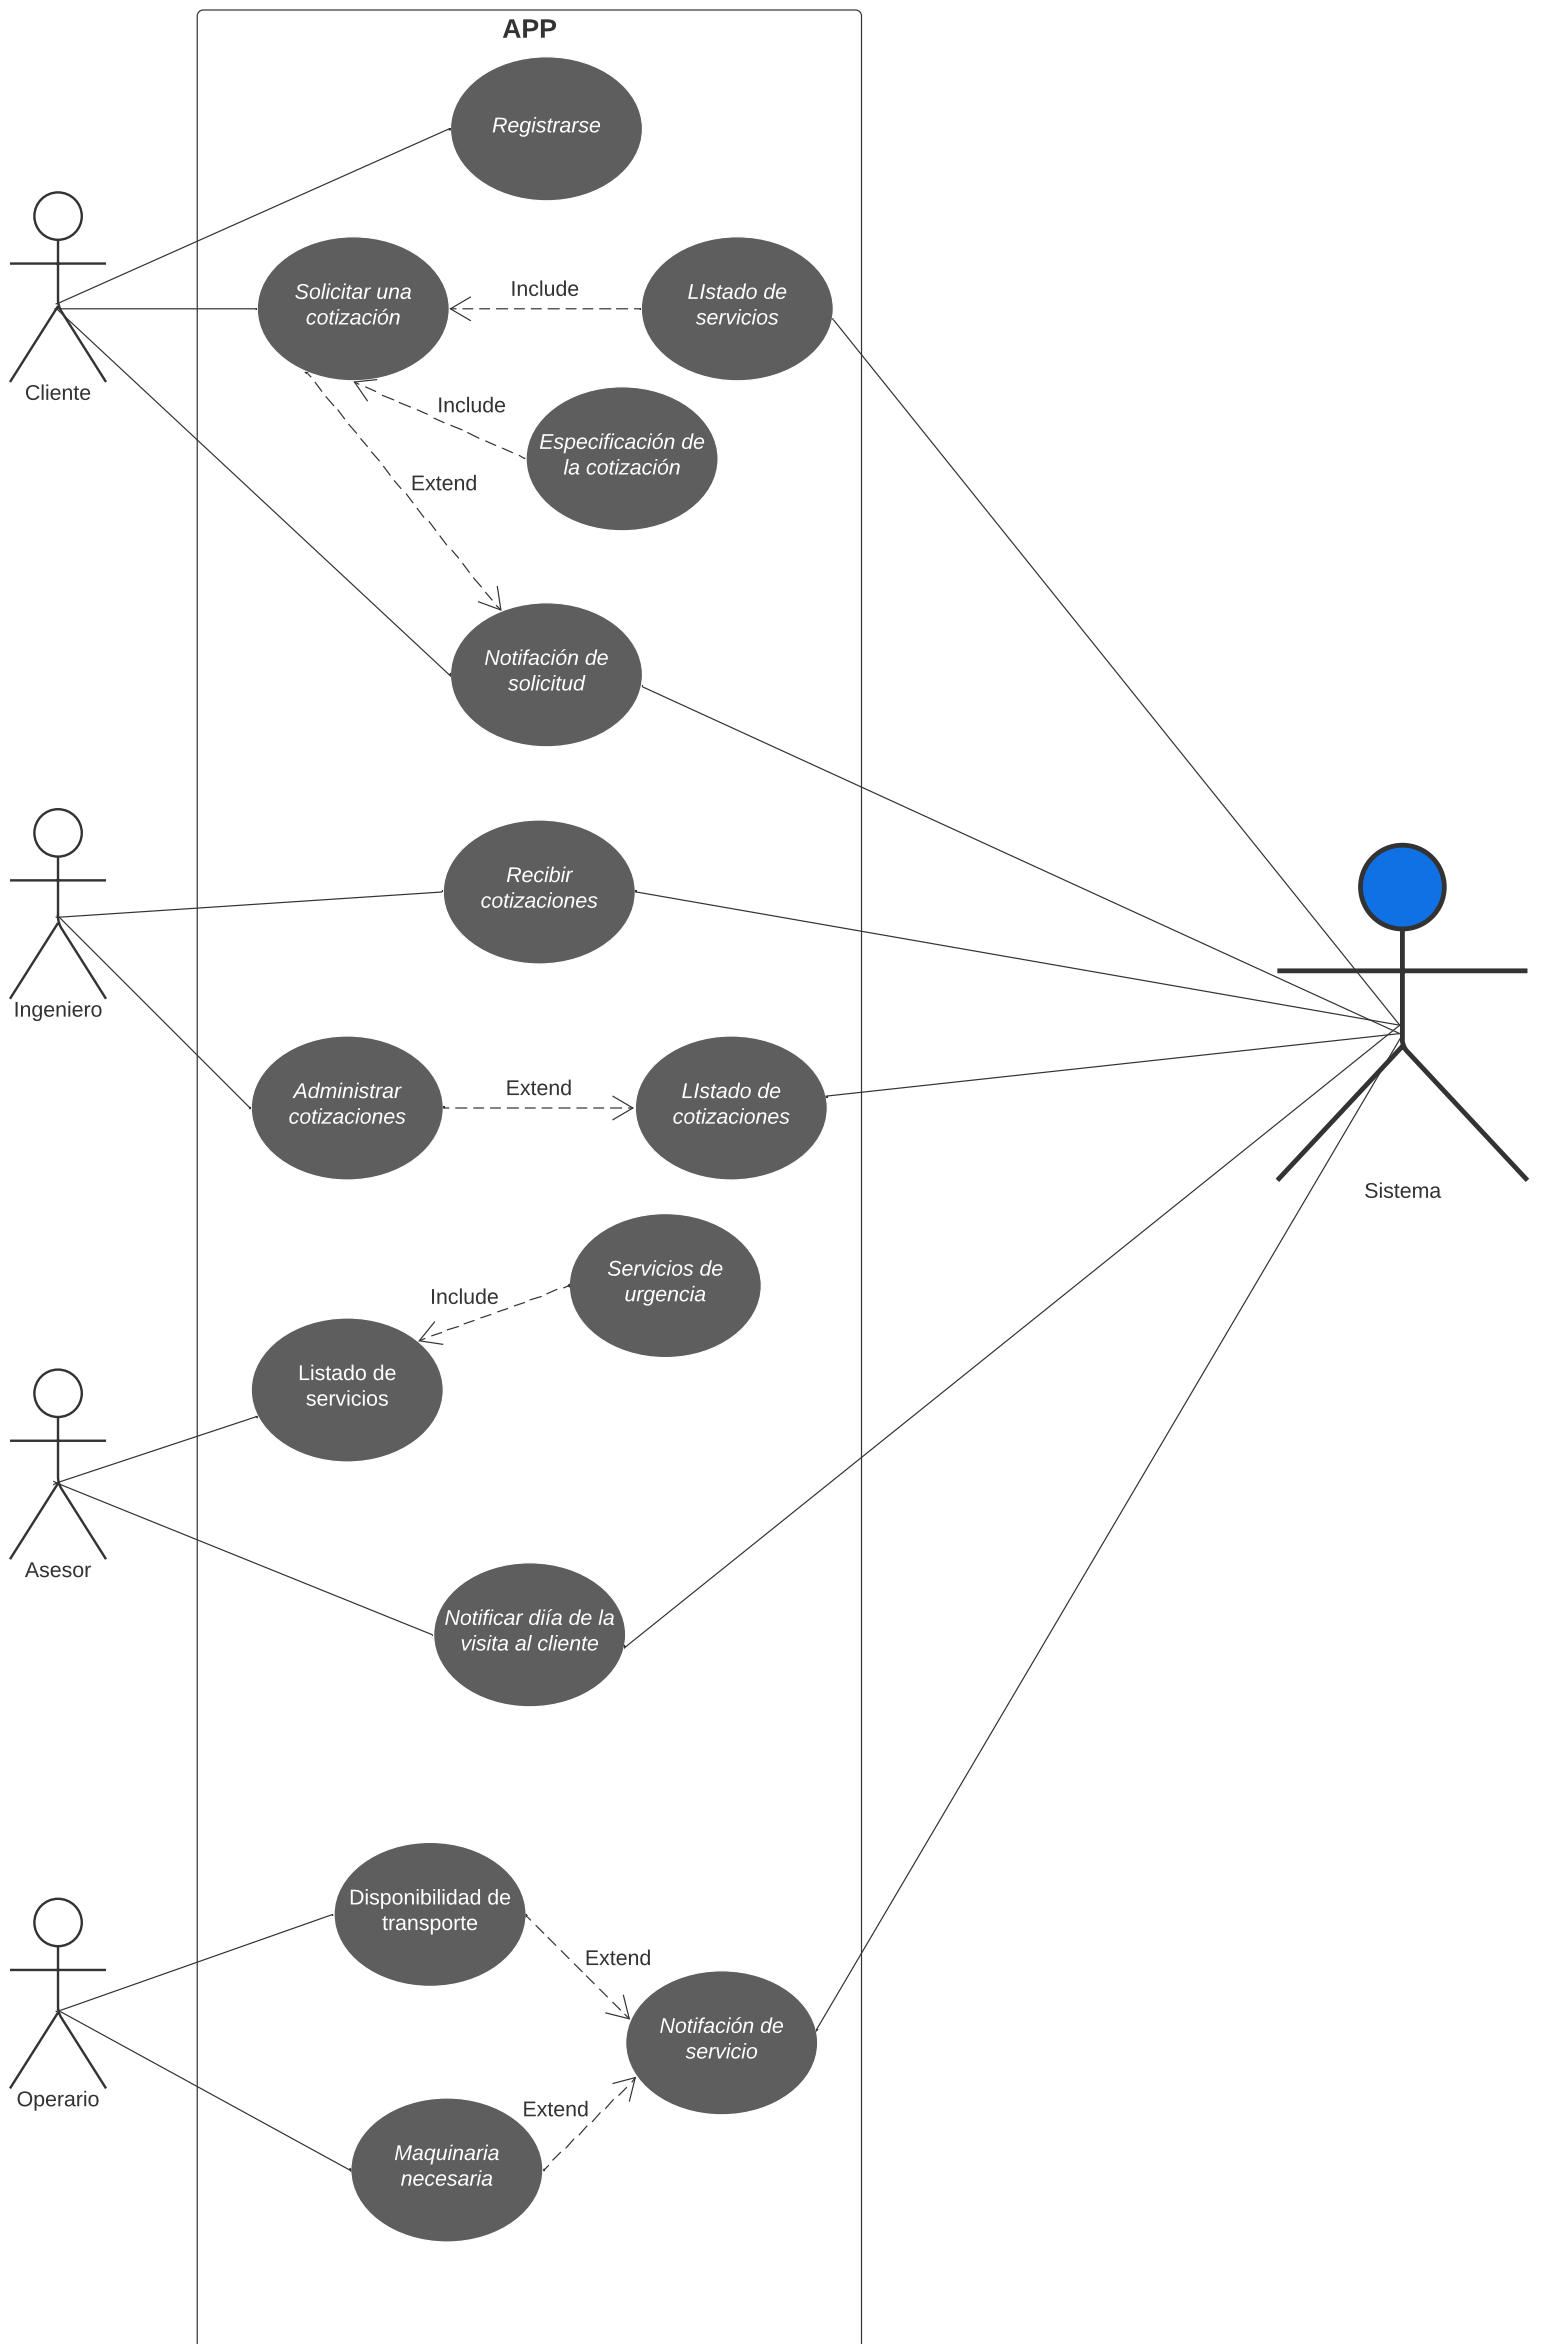 APP
Registrarse
Solicitar una
cotización
Include
LIstado de
servicios
Cliente
Include
Especificación de
la cotización
Extend
Notifación de
solicitud
Recibir
cotizaciones
Ingeniero
Administrar
cotizaciones
Extend
LIstado de
cotizaciones
Sistema
Servicios de
urgencia
Include
Listado de
servicios
Asesor
Notificar diía de la
visita al cliente
Disponibilidad de
transporte
Extend
Notifación de
servicio
Operario
Extend
Maquinaria
necesaria